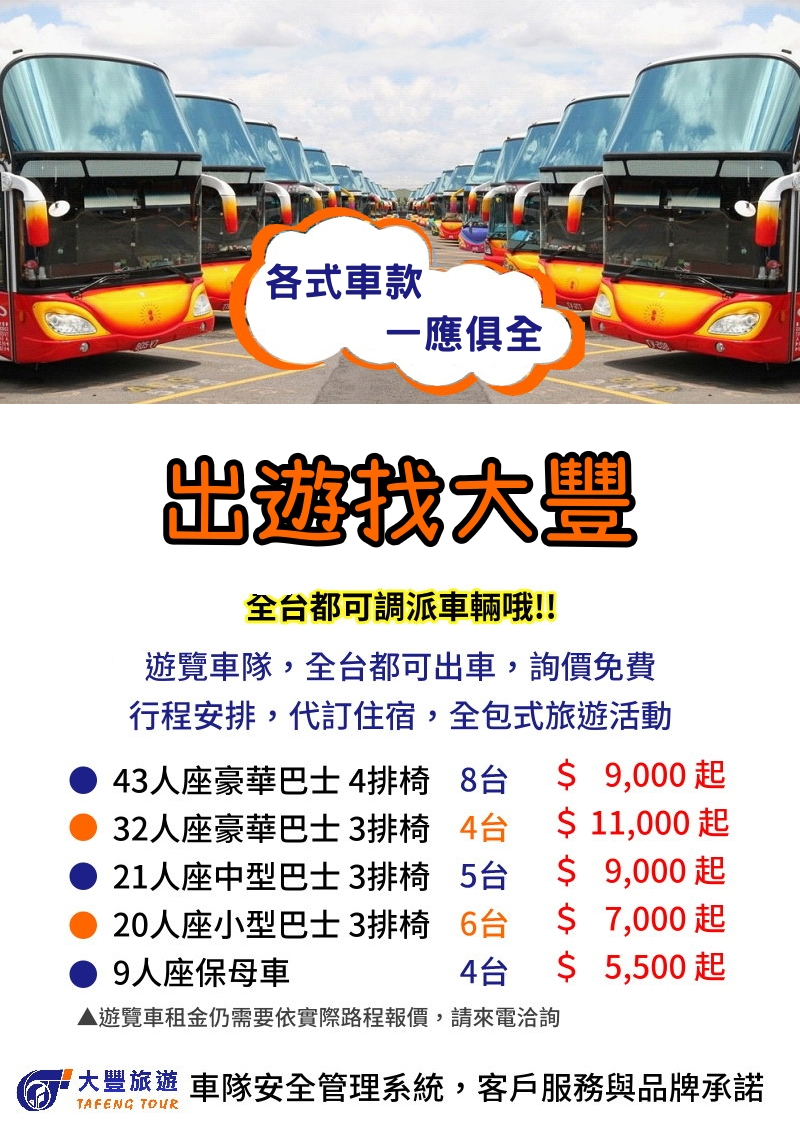 各式車款
一應俱全
出遊找大豐
全台都可調派車輛哦!!
遊覽車隊，全台都可出車，詢價免費
行程安排，代訂住宿，全包式旅遊活動
43人座豪華巴士 4排椅 8台 $ 9,000 起
32人座豪華巴士 3排椅 4台 $ 11,000 起
21人座中型巴士 3排椅 5台 $ 9,000 起
20人座小型巴士 3排椅 6台 $ 7,000 起
9人座保母車 4台 $ 5,500 起
▲遊覽車租金仍需要依實際路程報價，請來電洽詢
大豐旅遊
TAFENG TOUR
車隊安全管理系統，客戶服務與品牌承諾